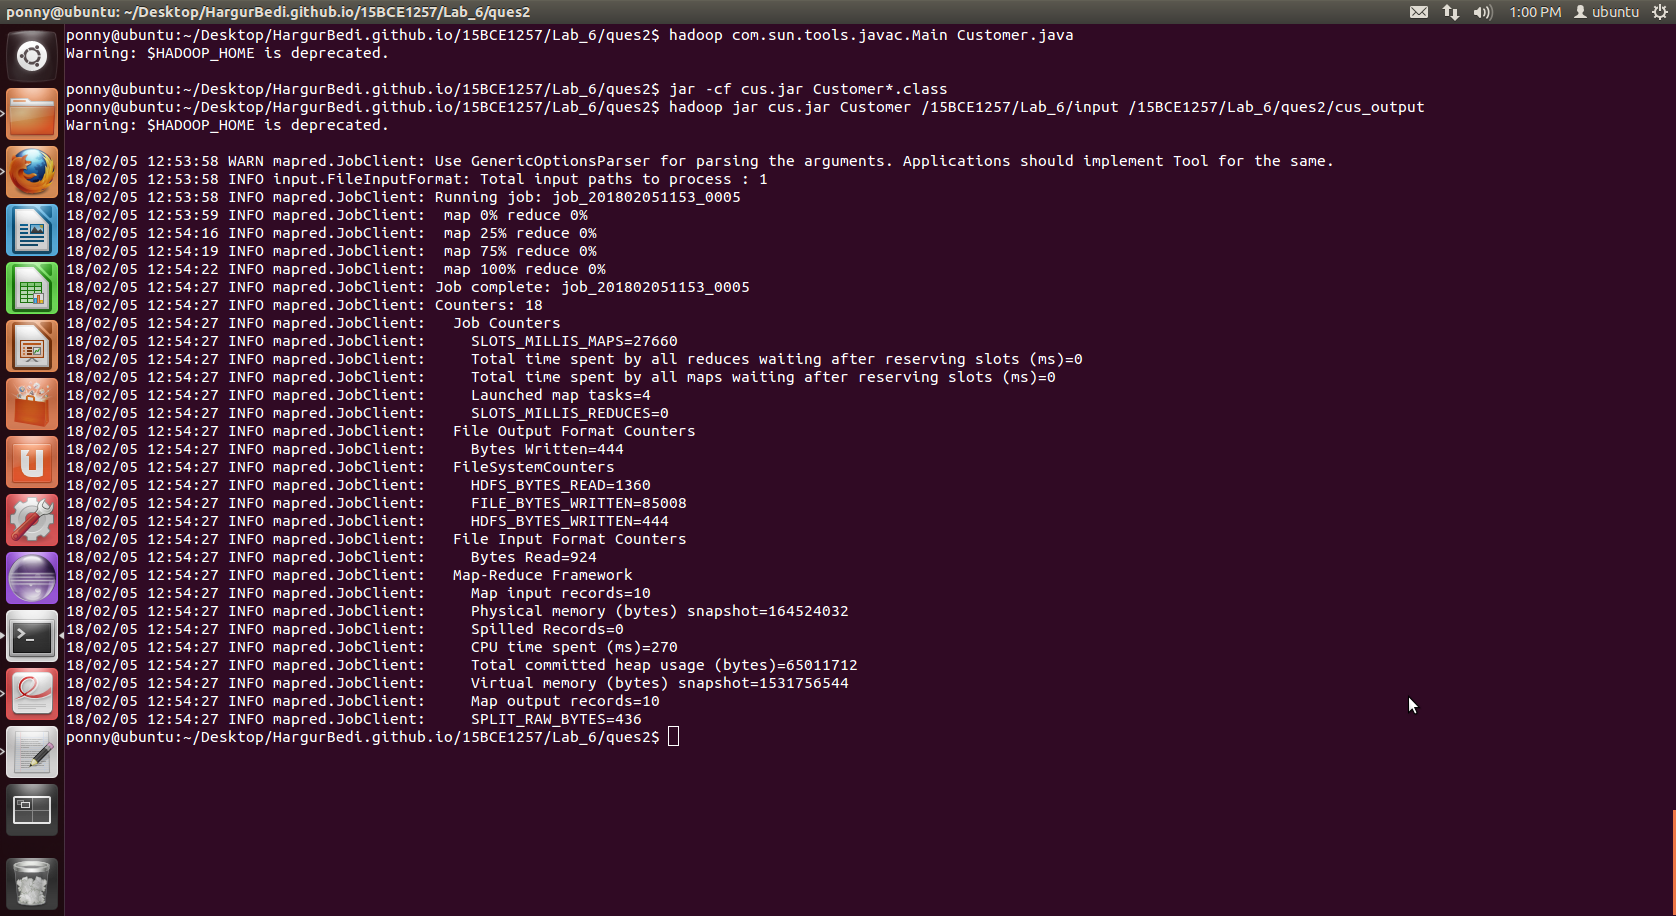 ponny@ubuntu: ~/Desktop/HargurBedi.github.io/15BCE1257/Lab_6/ques2
1:00 PM
ubuntu
ponny@ubuntu:~/Desktop/HargurBedi.github.io/15BCE1257/Lab_6/ques2$ hadoop com.sun.tools.javac.Main Customer.java
Warning: $HADOOP_HOME is deprecated.
ponny@ubuntu:~/Desktop/HargurBedi.github.io/15BCE1257/Lab_6/ques2$ jar -cf cus.jar Customer*.class
ponny@ubuntu:~/Desktop/HargurBedi.github.io/15BCE1257/Lab_6/ques2$ hadoop jar cus.jar Customer /15BCE1257/Lab_6/input /15BCE1257/Lab_6/ques2/cus_output
Warning: $HADOOP_HOME is deprecated.
18/02/05 12:53:58 WARN mapred.JobClient: Use GenericOptionsParser for parsing the arguments. Applications should implement Tool for the same.
18/02/05 12:53:58 INFO input.FileInputFormat: Total input paths to process : 1
18/02/05 12:53:58 INFO mapred.JobClient: Running job: job_201802051153_0005
18/02/05 12:53:59 INFO mapred.JobClient:  map 0% reduce 0%
18/02/05 12:54:16 INFO mapred.JobClient:  map 25% reduce 0%
18/02/05 12:54:19 INFO mapred.JobClient:  map 75% reduce 0%
18/02/05 12:54:22 INFO mapred.JobClient:  map 100% reduce 0%
18/02/05 12:54:27 INFO mapred.JobClient: Job complete: job_201802051153_0005
18/02/05 12:54:27 INFO mapred.JobClient: Counters: 18
18/02/05 12:54:27 INFO mapred.JobClient:   Job Counters
18/02/05 12:54:27 INFO mapred.JobClient:     SLOTS_MILLIS_MAPS=27660
18/02/05 12:54:27 INFO mapred.JobClient:     Total time spent by all reduces waiting after reserving slots (ms)=0
18/02/05 12:54:27 INFO mapred.JobClient:     Total time spent by all maps waiting after reserving slots (ms)=0
18/02/05 12:54:27 INFO mapred.JobClient:     Launched map tasks=4
18/02/05 12:54:27 INFO mapred.JobClient:     SLOTS_MILLIS_REDUCES=0
18/02/05 12:54:27 INFO mapred.JobClient:   File Output Format Counters
18/02/05 12:54:27 INFO mapred.JobClient:     Bytes Written=444
18/02/05 12:54:27 INFO mapred.JobClient:   FileSystemCounters
18/02/05 12:54:27 INFO mapred.JobClient:     HDFS_BYTES_READ=1360
18/02/05 12:54:27 INFO mapred.JobClient:     FILE_BYTES_WRITTEN=85008
18/02/05 12:54:27 INFO mapred.JobClient:     HDFS_BYTES_WRITTEN=444
18/02/05 12:54:27 INFO mapred.JobClient:   File Input Format Counters
18/02/05 12:54:27 INFO mapred.JobClient:     Bytes Read=924
18/02/05 12:54:27 INFO mapred.JobClient:   Map-Reduce Framework
18/02/05 12:54:27 INFO mapred.JobClient:     Map input records=10
18/02/05 12:54:27 INFO mapred.JobClient:     Physical memory (bytes) snapshot=164524032
18/02/05 12:54:27 INFO mapred.JobClient:     Spilled Records=0
18/02/05 12:54:27 INFO mapred.JobClient:     CPU time spent (ms)=270
18/02/05 12:54:27 INFO mapred.JobClient:     Total committed heap usage (bytes)=65011712
18/02/05 12:54:27 INFO mapred.JobClient:     Virtual memory (bytes) snapshot=1531756544
18/02/05 12:54:27 INFO mapred.JobClient:     Map output records=10
18/02/05 12:54:27 INFO mapred.JobClient:     SPLIT_RAW_BYTES=436
ponny@ubuntu:~/Desktop/HargurBedi.github.io/15BCE1257/Lab_6/ques2$